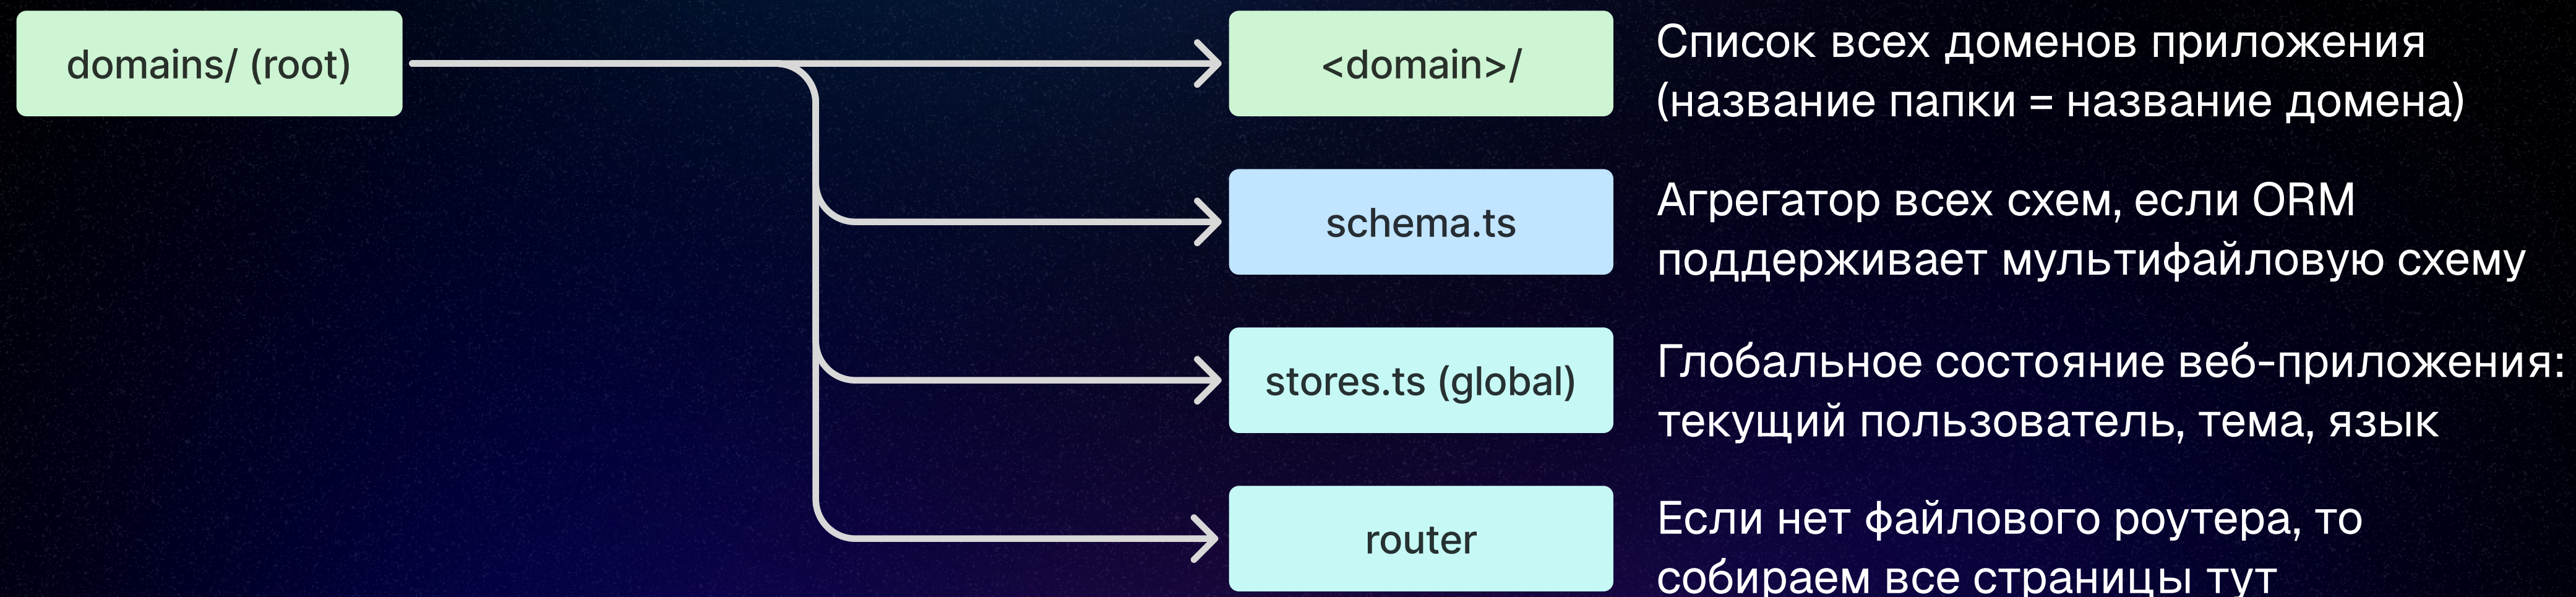 domains/ (root)
<domain>/
Список всех доменов приложения
(название папки = название домена)
schema.ts
Агрегатор всех схем, если ORM
поддерживает мультифайловую схему
stores.ts (global)
Глобальное состояние веб-приложения:
текущий пользователь, тема, язык
router
Если нет файлового роутера, то
собираем все страницы тут